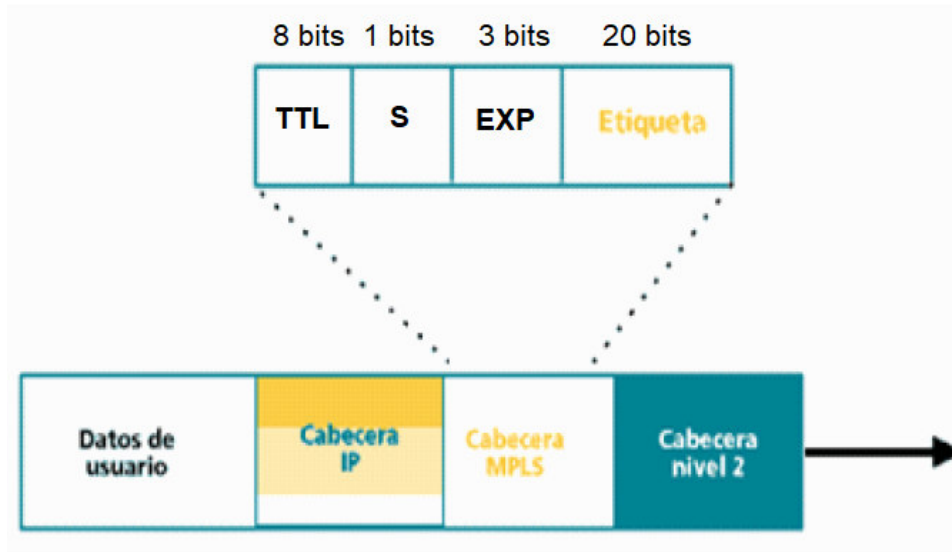 8 bits 1 bits 3 bits 20 bits
TTL S EXP Etiqueta
Datos de
usuario
Cabecera
IP
Cabecera
MPLS
Cabecera
nivel 2